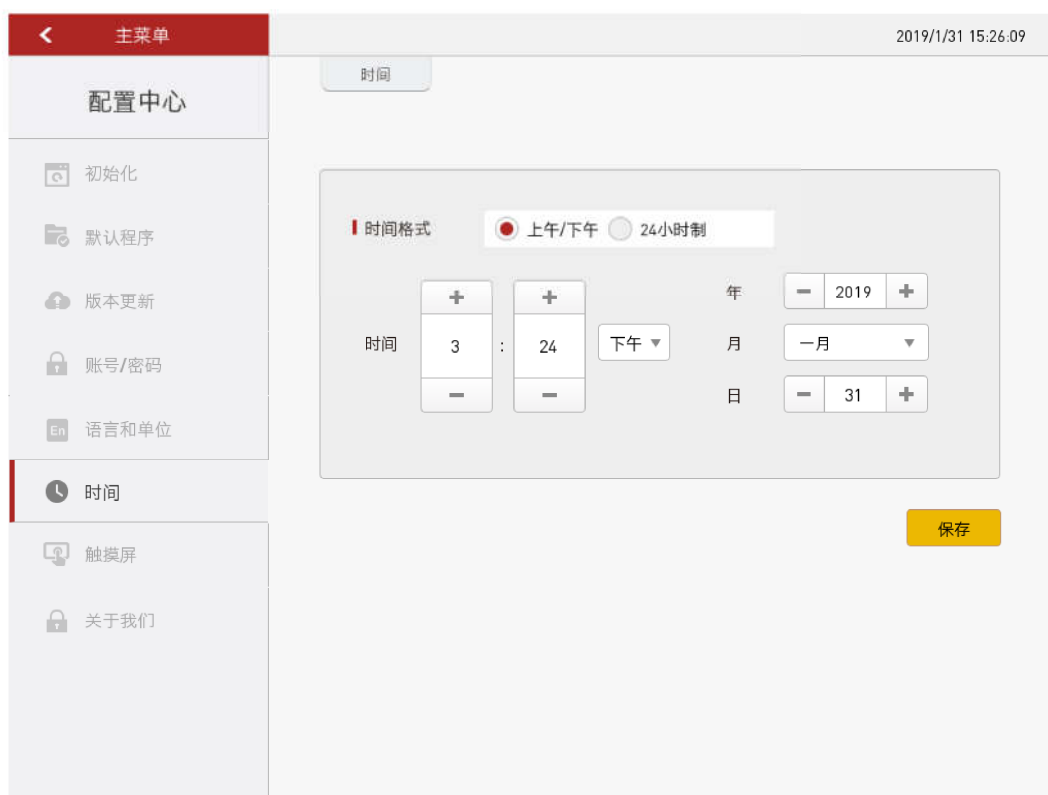 主菜单
2019/1/31 15:26:09
配置中心
时间
初始化
默认程序
版本更新
账号/密码
En 语言和单位
时间
触摸屏
关于我们
时间格式 上午/下午 24小时制
时间 3 : 24 下午
年 2019
月 一月
日 31
保存